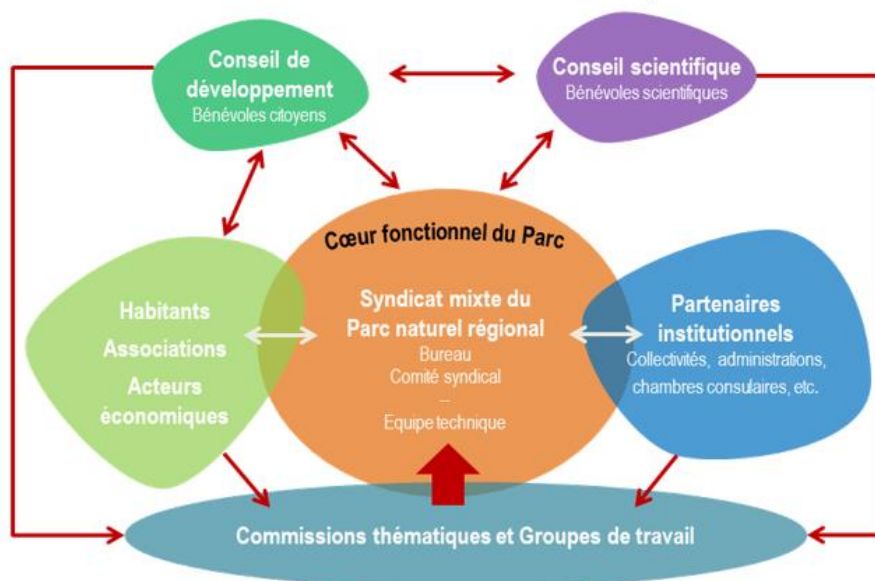 Conseil de
développement
Bénévoles citoyens
Conseil scientifique
Bénévoles scientifiques
Cœur fonctionnel du Parc
Habitants
Associations
Acteurs
économiques
Syndicat mixte du
Parc naturel régional
Bureau
Comité syndical
–
Equipe technique
Partenaires
institutionnels
Collectivités, administrations,
chambres consulaires, etc.
Commissions thématiques et Groupes de travail